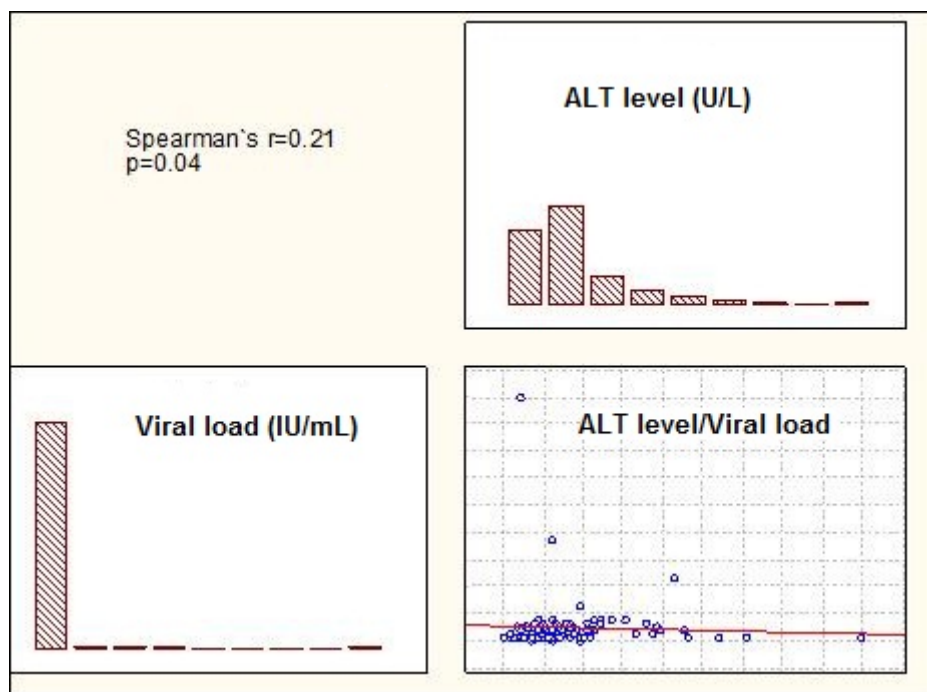 ALT level (U/L)
Spearman`s r=0.21
p=0.04
Viral load (IU/mL)
ALT level/Viral load